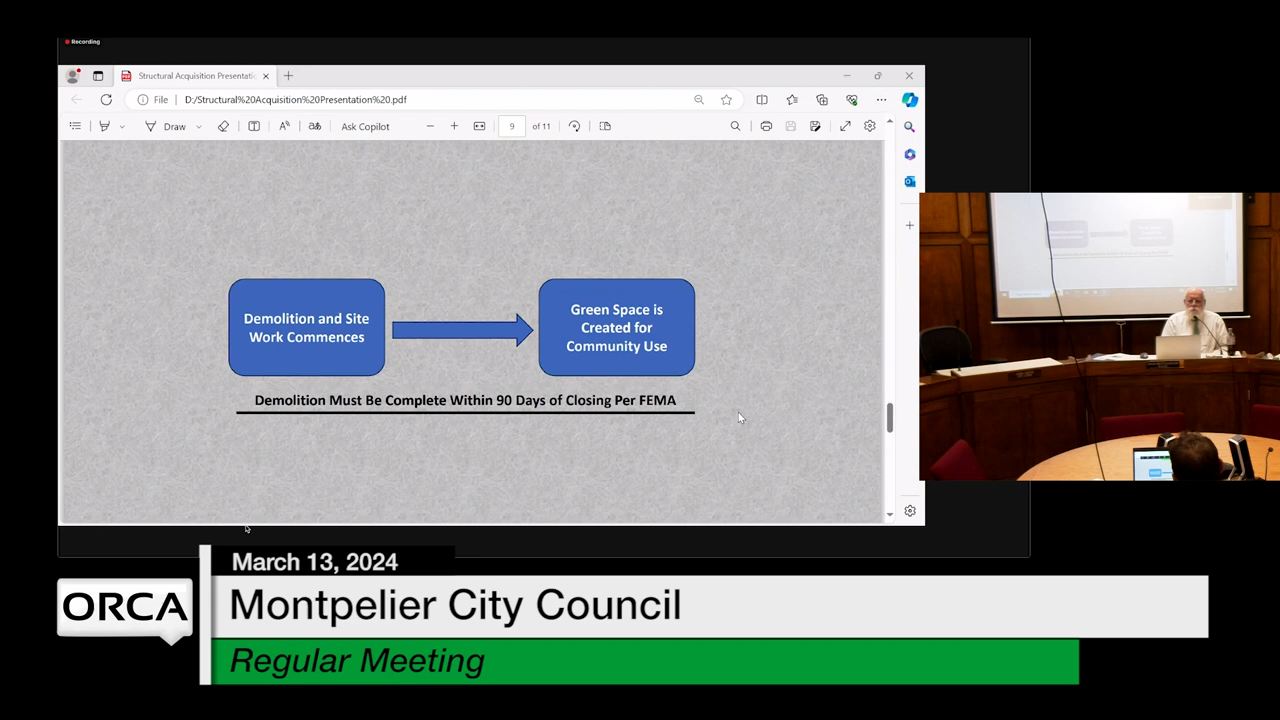 Recording
Structural Acquisition Presentati
File
D:/Structural%20Acquisition%20Presentation%20.pdf
Draw
Ask Copilot
9
of 11
Demolition and Site
Work Commences
Green Space is
Created for
Community Use
Demolition Must Be Complete Within 90 Days of Closing Per FEMA
March 13, 2024
ORCA
Montpelier City Council
Regular Meeting